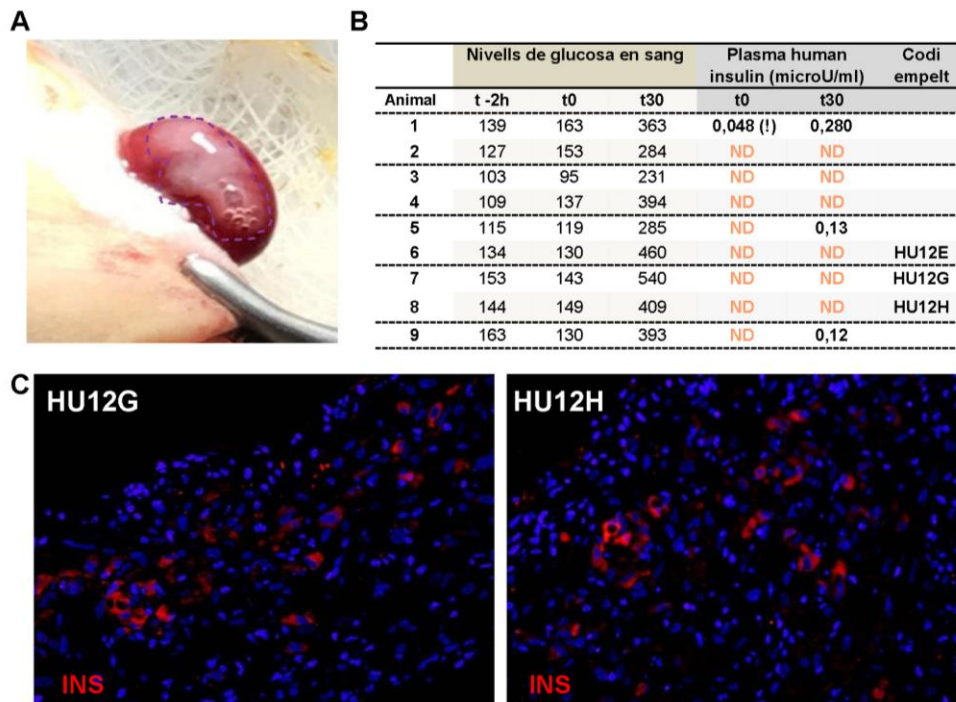 A
B
Nivells de glucosa en sang Plasma human insulin (microU/ml) Codi empelt
Animal t -2h t0 t30 t0 t30
1 139 163 363 0,048 (!) 0,280
2 127 153 284 ND ND
3 103 95 231 ND ND
4 109 137 394 ND ND
5 115 119 285 ND 0,13
6 134 130 460 ND ND HU12E
7 153 143 540 ND ND HU12G
8 144 149 409 ND ND HU12H
9 163 130 393 ND 0,12
C
HU12G
INS
HU12H
INS